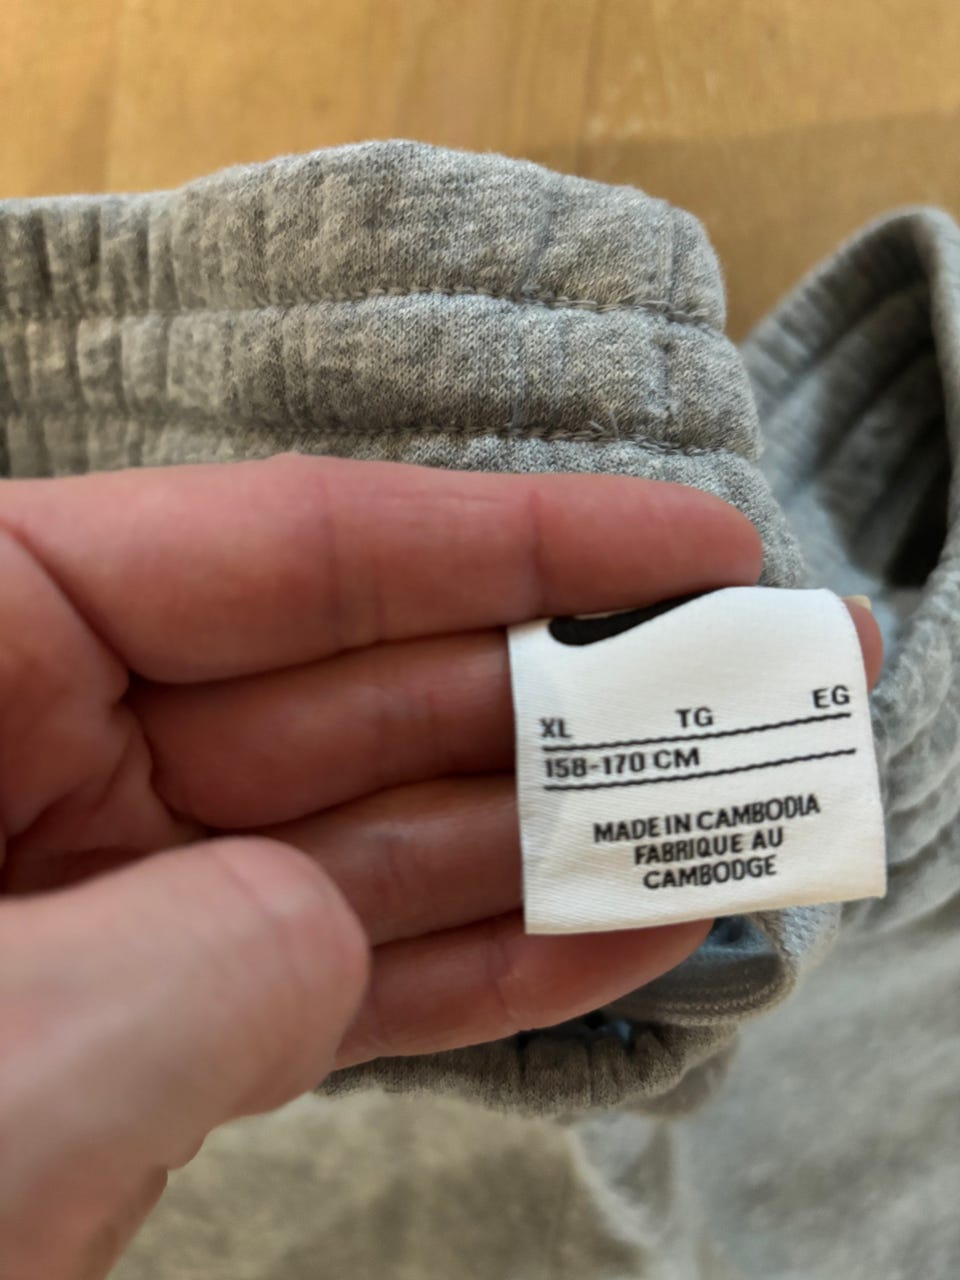 XL TG EG
158-170 CM
MADE IN CAMBODIA
FABRIQUE AU
CAMBODGE